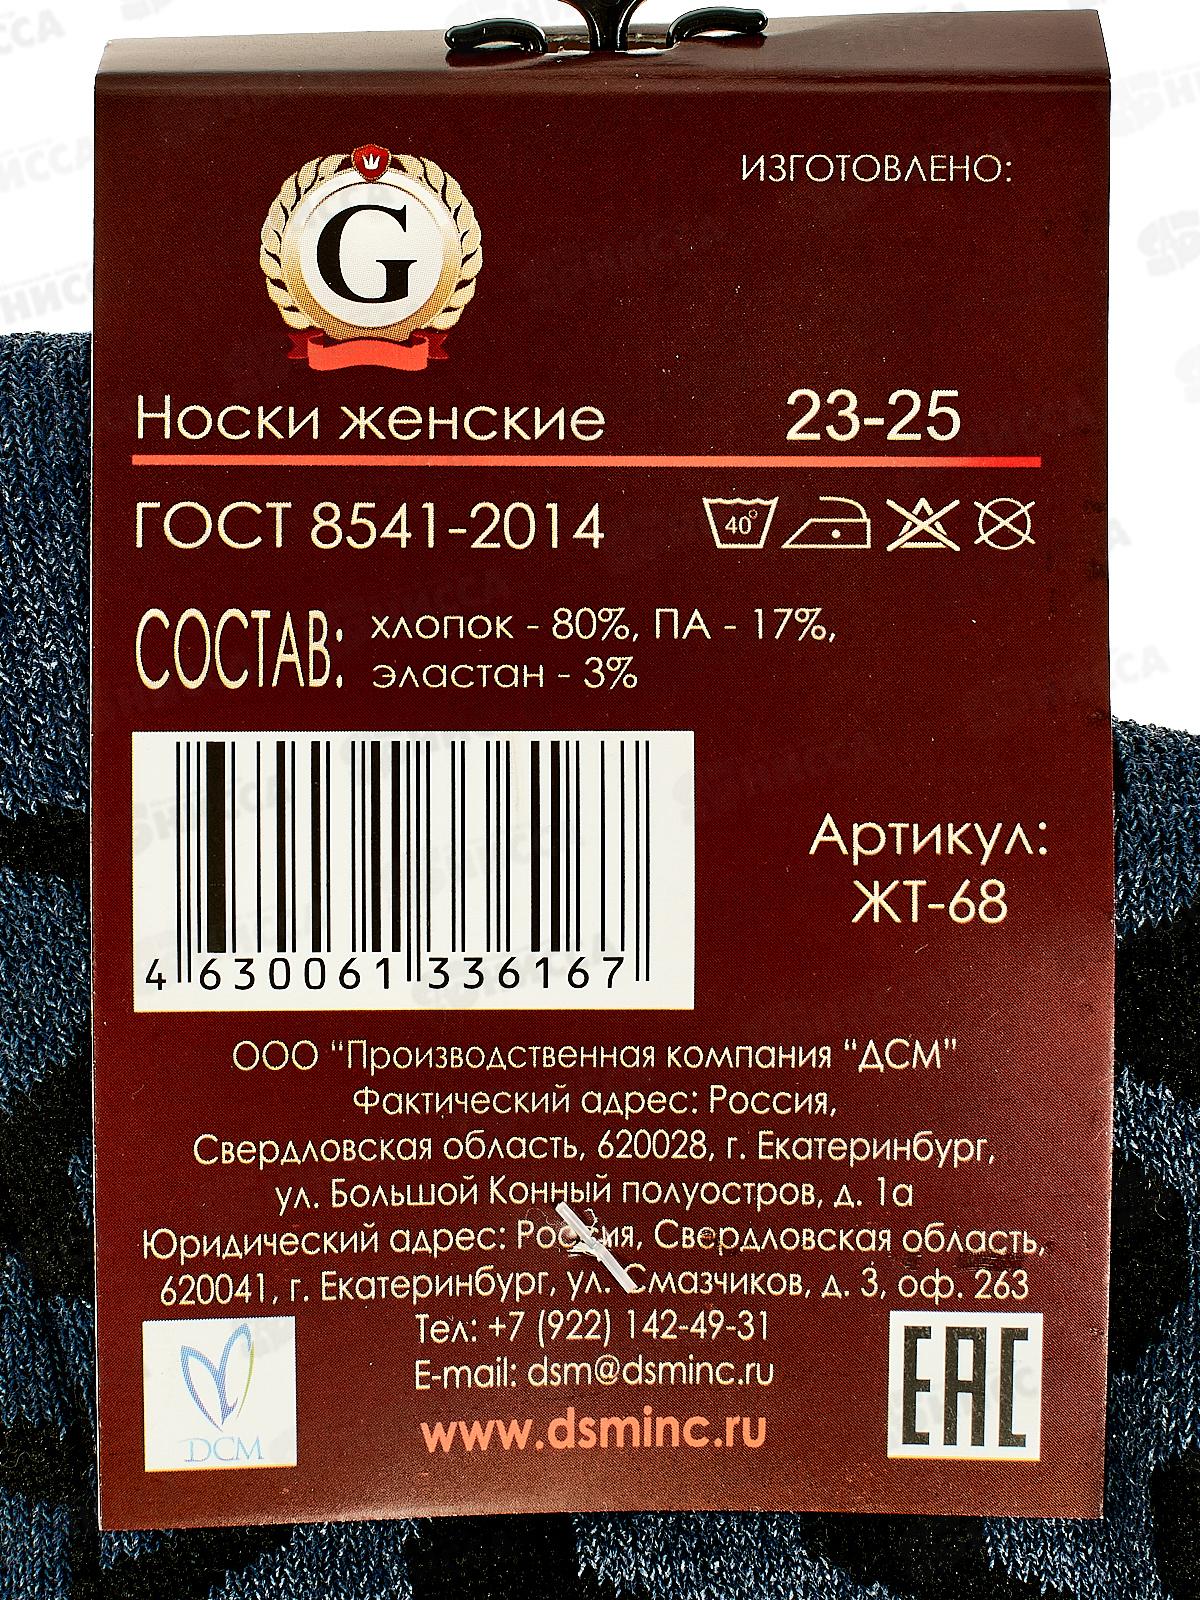 ИЗГОТОВЛЕНО:
G
Носки женские 23-25
ГОСТ 8541-2014 40°
СОСТАВ: хлопок - 80%, ПА - 17%,
эластан - 3%
4 630061 336167
Артикул:
ЖТ-68
ООО "Производственная компания "ДСМ"
Фактический адрес: Россия,
Свердловская область, 620028, г. Екатеринбург,
ул. Большой Конный полуостров, д. 1а
Юридический адрес: Россия, Свердловская область,
620041, г. Екатеринбург, ул. Смазчиков, д. 3, оф. 263
Тел: +7 (922) 142-49-31
E-mail: dsm@dsminc.ru
www.dsminc.ru
DCM
EAC